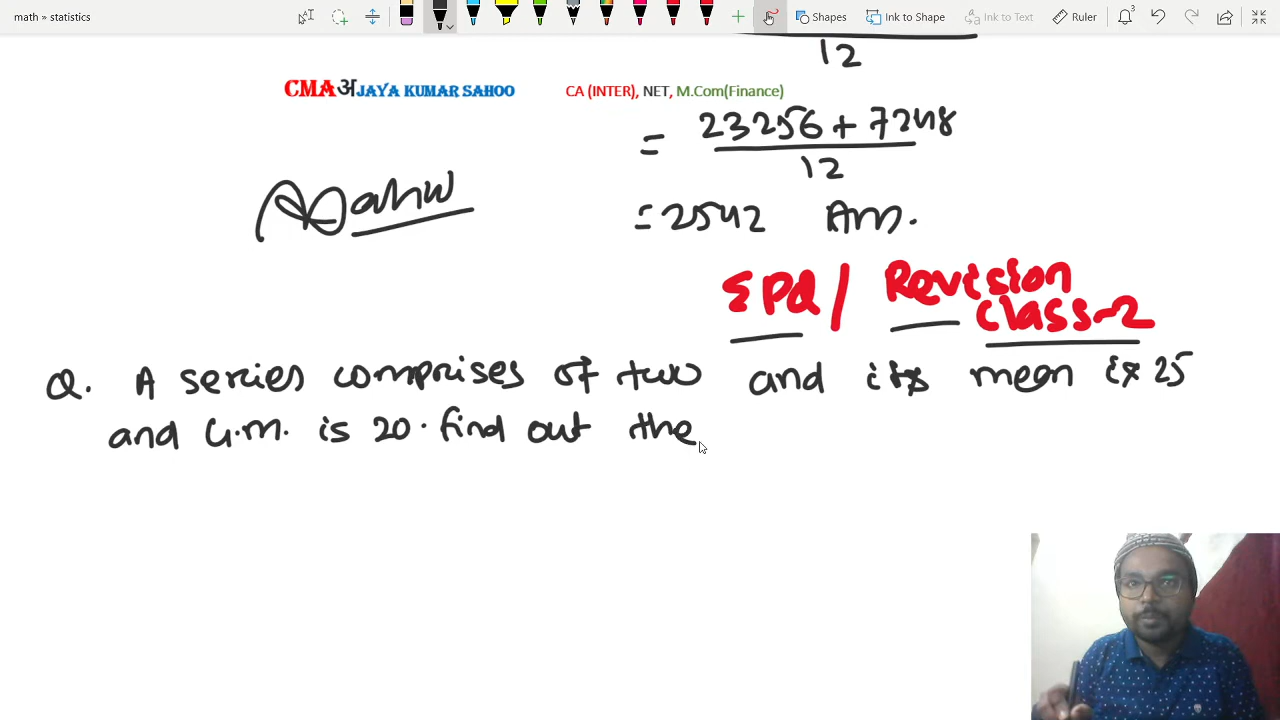 math » statistics
Shapes
Ink to Shape
Ink to Text
Ruler
12
CMA अJAYA KUMAR SAHOO CA (INTER), NET, M.Com(Finance)
= 23256 + 7248
12
= 2542 Ans.
EPQ / Revision
class-2
Q. A series comprises of two and its mean is 25
and G.M. is 20. find out the